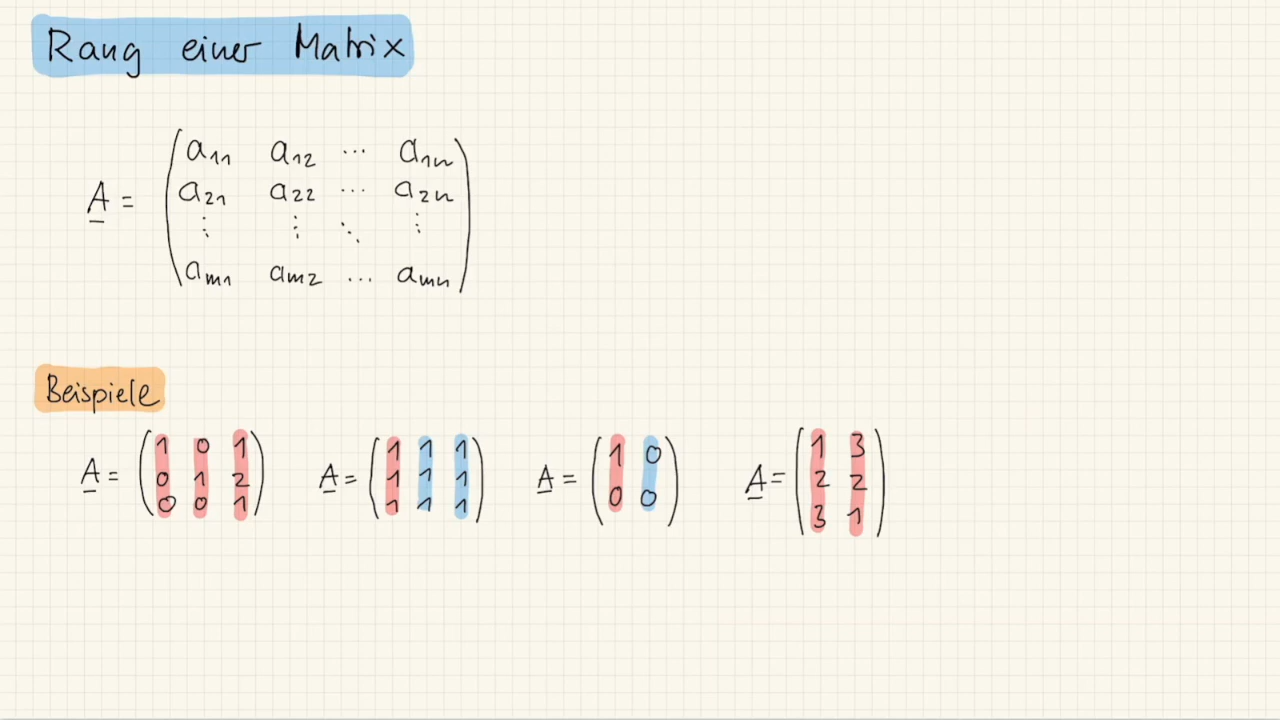 Rang einer Matrix
a₁₁ a₁₂ ⋯ a₁ₙ
A = a₂₁ a₂₂ ⋯ a₂ₙ
⋮ ⋮ ⋱ ⋮
aₘ₁ aₘ₂ ⋯ aₘₙ
Beispiele
A = (1 0 1
0 1 2
0 0 1)
A = (1 1 1
1 1 1
1 1 1)
A = (1 0
0 0)
A = (1 3
2 2
3 1)